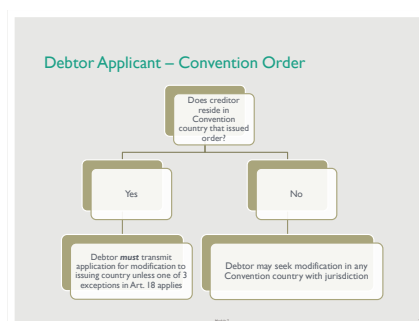 Debtor Applicant – Convention Order
Does creditor
reside in
Convention
country that issued
order?
Yes
No
Debtor must transmit
application for modification to
issuing country unless one of 3
exceptions in Art. 18 applies
Debtor may seek modification in any
Convention country with jurisdiction